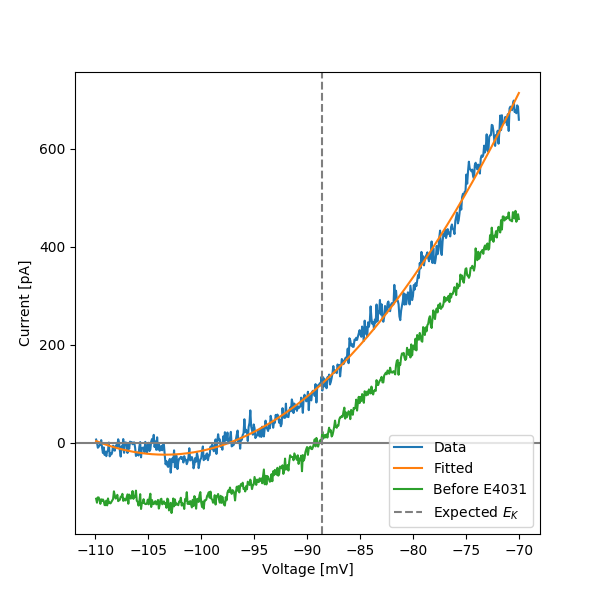 600
400
200
0
Current [pA]
−110 −105 −100 −95 −90 −85 −80 −75 −70
Voltage [mV]
Data
Fitted
Before E4031
Expected E_K